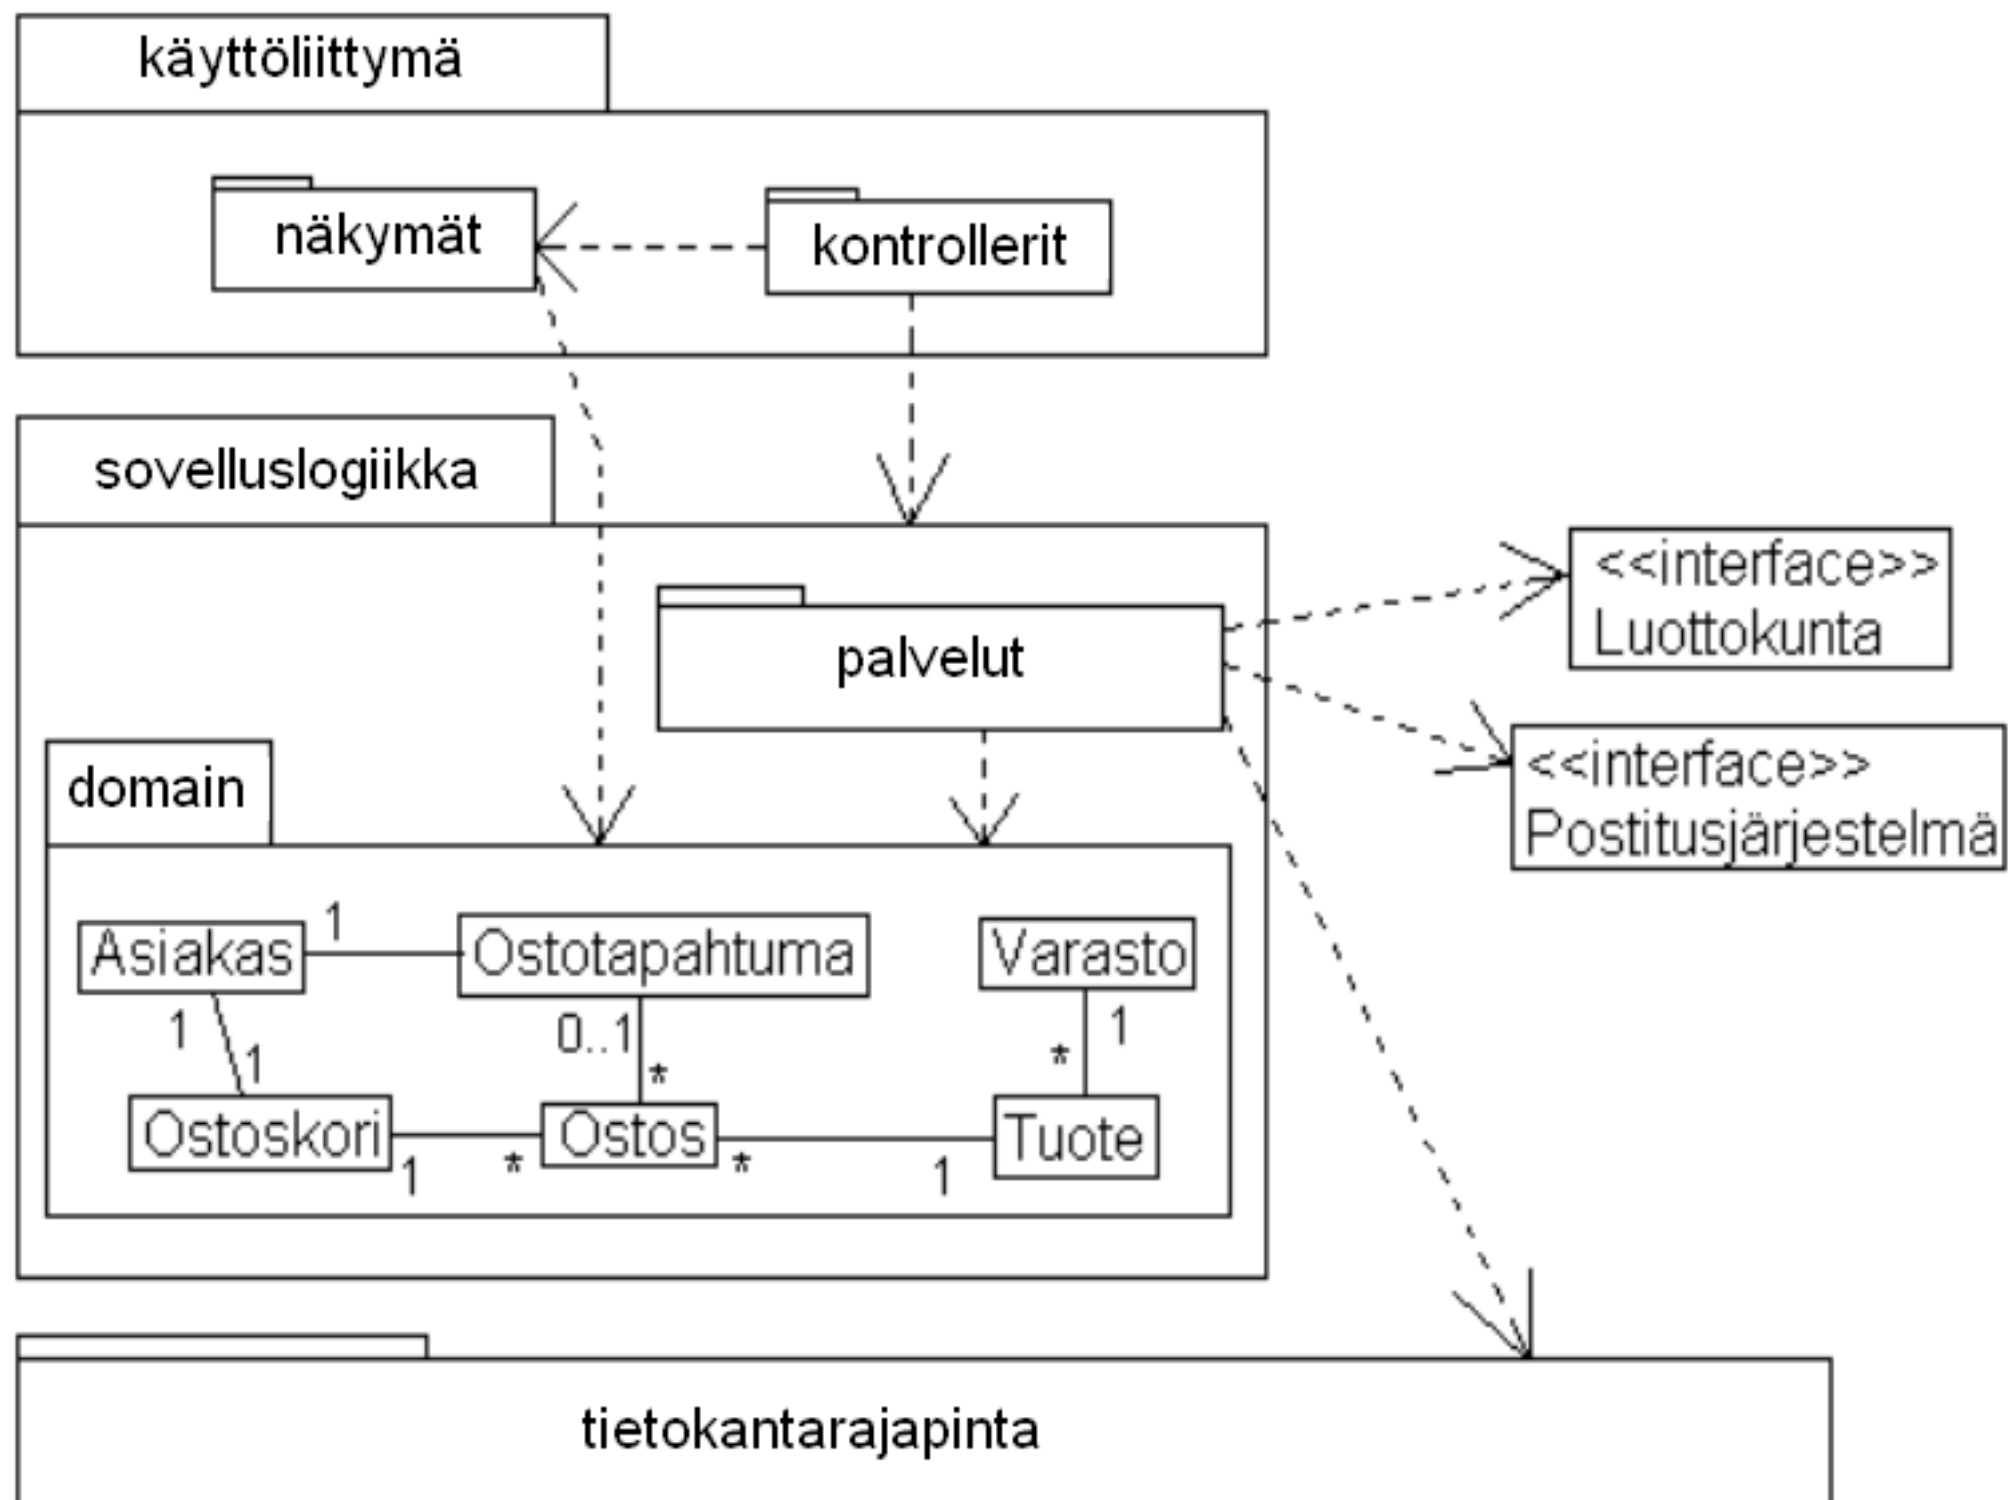 käyttöliittymä
näkymät
kontrollerit
sovelluslogiikka
palvelut
<<interface>>
Luottokunta
<<interface>>
Postitusjärjestelmä
domain
Asiakas
1
Ostotapahtuma
Varasto
1
1
0..1
*
*
1
Ostoskori
1
*
Ostos
*
1
Tuote
tietokantarajapinta